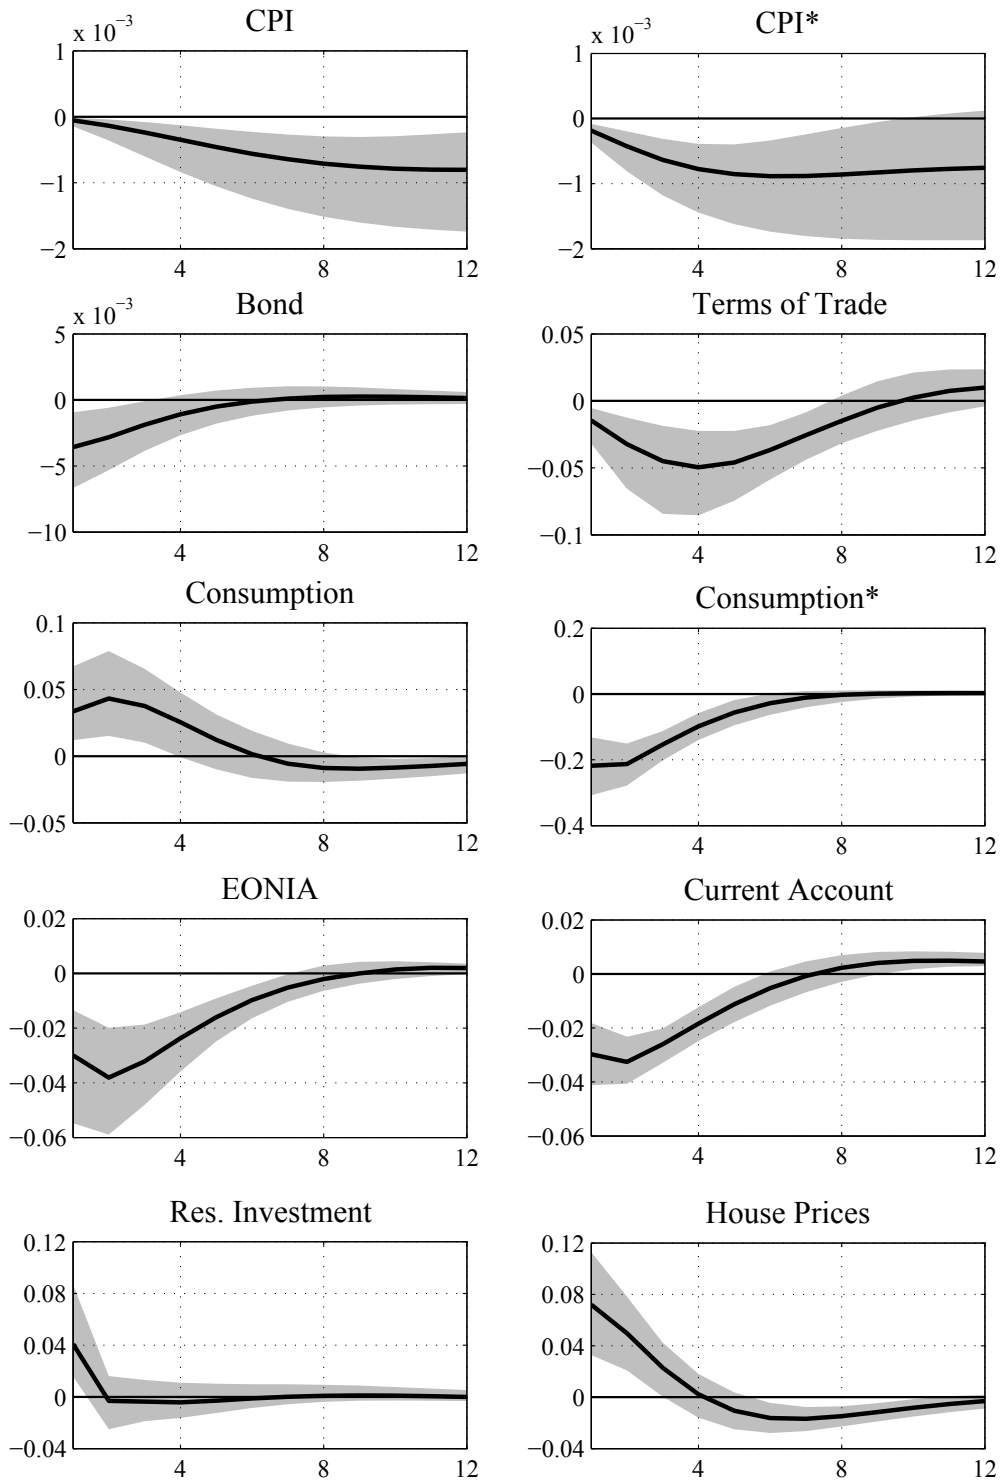 CPI
x 10⁻³
1
0
−1
−2
4 8 12
CPI*
x 10⁻³
1
0
−1
−2
4 8 12
Bond
x 10⁻³
5
0
−5
−10
4 8 12
Terms of Trade
0.05
0
−0.05
−0.1
4 8 12
Consumption
0.1
0.05
0
−0.05
4 8 12
Consumption*
0.2
0
−0.2
−0.4
4 8 12
EONIA
0.02
0
−0.02
−0.04
−0.06
4 8 12
Current Account
0.02
0
−0.02
−0.04
−0.06
4 8 12
Res. Investment
0.12
0.08
0.04
0
−0.04
4 8 12
House Prices
0.12
0.08
0.04
0
−0.04
4 8 12